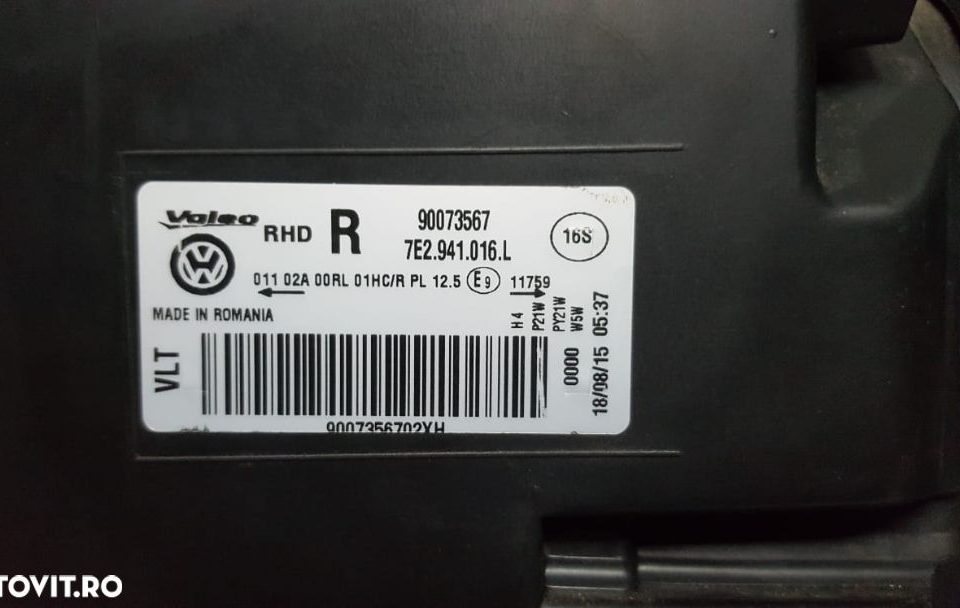 Valeo
RHD R
90073567
7E2.941.016.L
16S
011 02A 00RL 01HC/R PL 12.5 E9 11759
MADE IN ROMANIA
VLT
H4
P21W
PY21W
W5W
0000
18/08/15 05:37
9007356702YH
TOVIT.RO